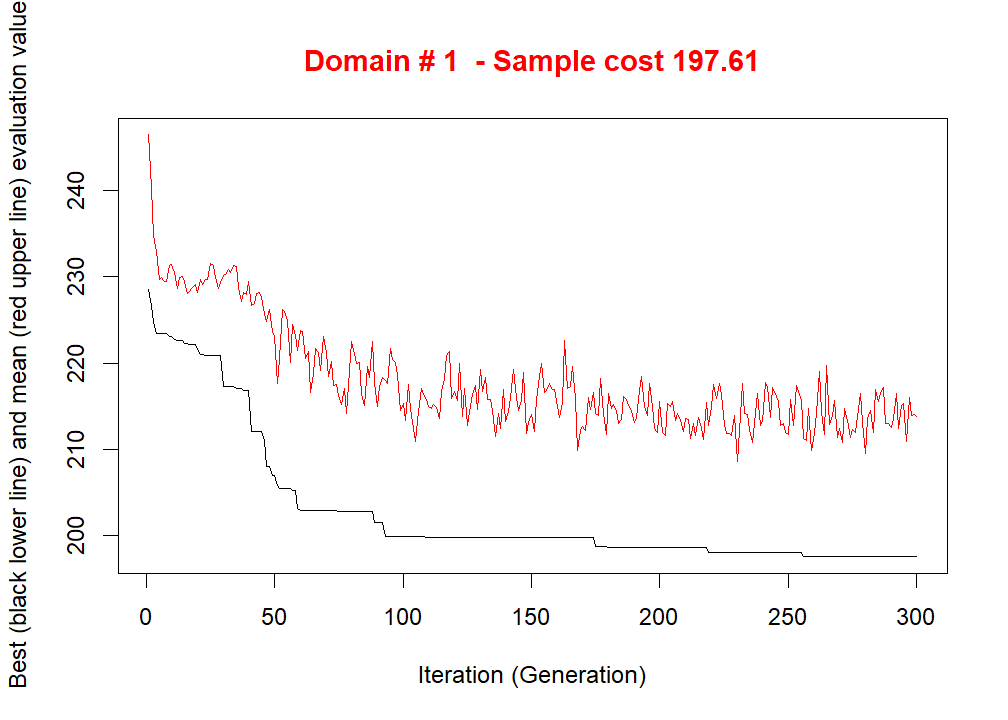 Domain # 1  - Sample cost 197.61
Best (black lower line) and mean (red upper line) evaluation value
240
230
220
210
200
0 50 100 150 200 250 300
Iteration (Generation)